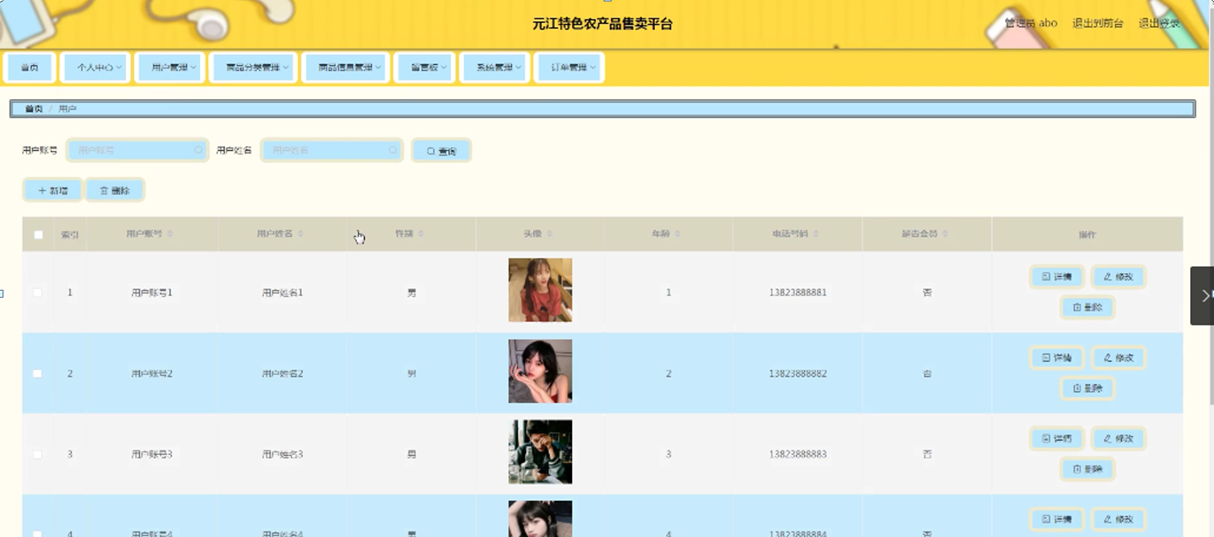 元江特色农产品售卖平台
管理员 abo 退出到前台 退出登录
首页 个人中心 用户管理 商品分类管理 商品信息管理 留言板 系统管理 订单管理
首页 / 用户
用户账号 用户账号 用户姓名 用户姓名 查询
+ 新增 删除
索引 用户账号 用户姓名 性别 头像 年龄 电话号码 是否会员 操作
1 用户账号1 用户姓名1 男 1 13823888881 否 详情 修改
删除
2 用户账号2 用户姓名2 男 2 13823888882 否 详情 修改
删除
3 用户账号3 用户姓名3 男 3 13823888883 否 详情 修改
删除
4 用户账号4 用户姓名4 男 4 13823888884 否 详情 修改